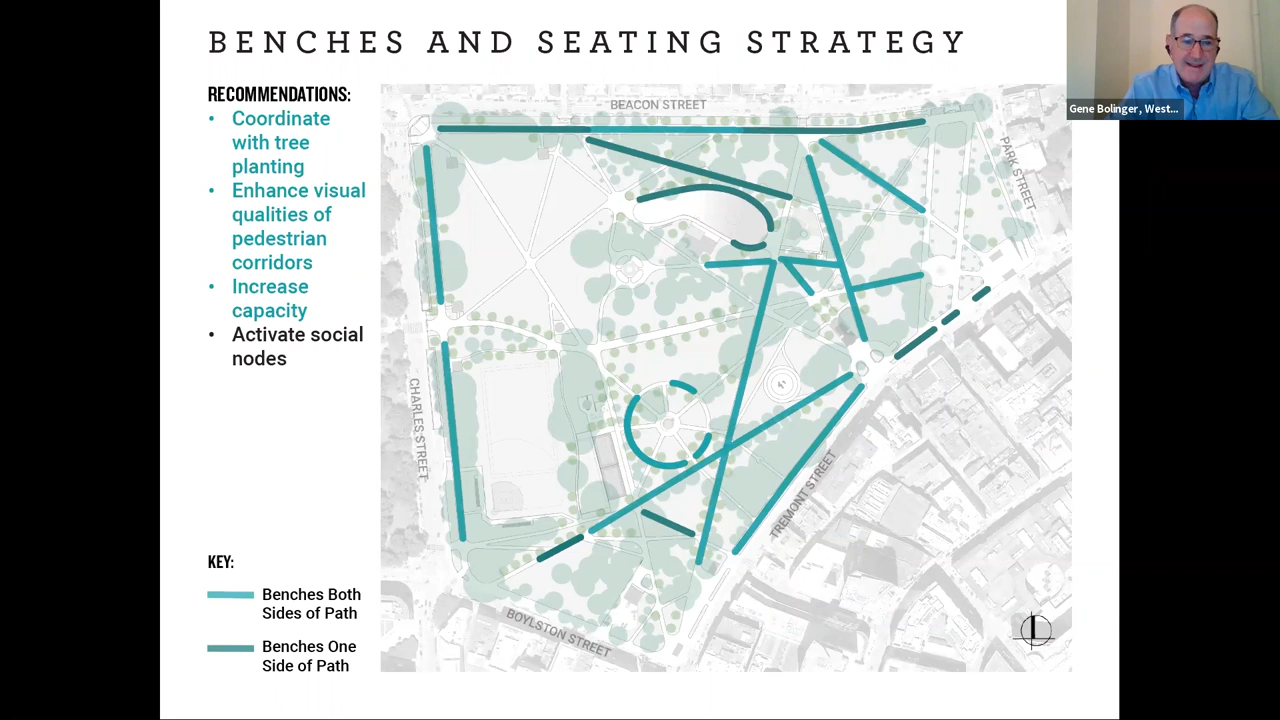 BENCHES AND SEATING STRATEGY
Gene Bolinger, West...
RECOMMENDATIONS:
• Coordinate
with tree
planting
• Enhance visual
qualities of
pedestrian
corridors
• Increase
capacity
• Activate social
nodes
BEACON STREET
PARK STREET
CHARLES STREET
TREMONT STREET
BOYLSTON STREET
KEY:
Benches Both
Sides of Path
Benches One
Side of Path